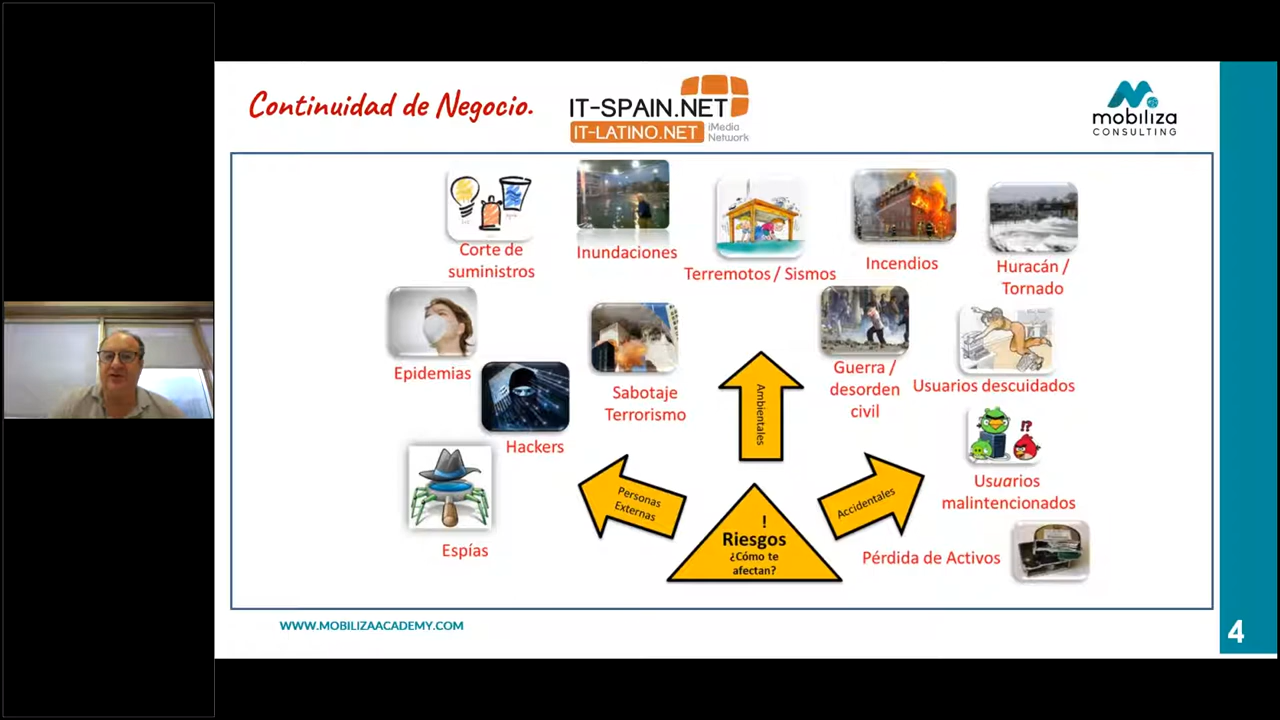 Continuidad de Negocio.
IT-SPAIN.NET
IT-LATINO.NET
iMedia
Network
mobiliza
CONSULTING
Corte de
suministros
Inundaciones
Terremotos / Sismos
Incendios
Huracán /
Tornado
Epidemias
Hackers
Sabotaje
Terrorismo
Guerra /
desorden
civil
Usuarios descuidados
Ambientales
Espías
Personas
Externas
Accidentales
Usuarios
malintencionados
!?
Pérdida de Activos
!
Riesgos
¿Cómo te
afectan?
WWW.MOBILIZAACADEMY.COM
4